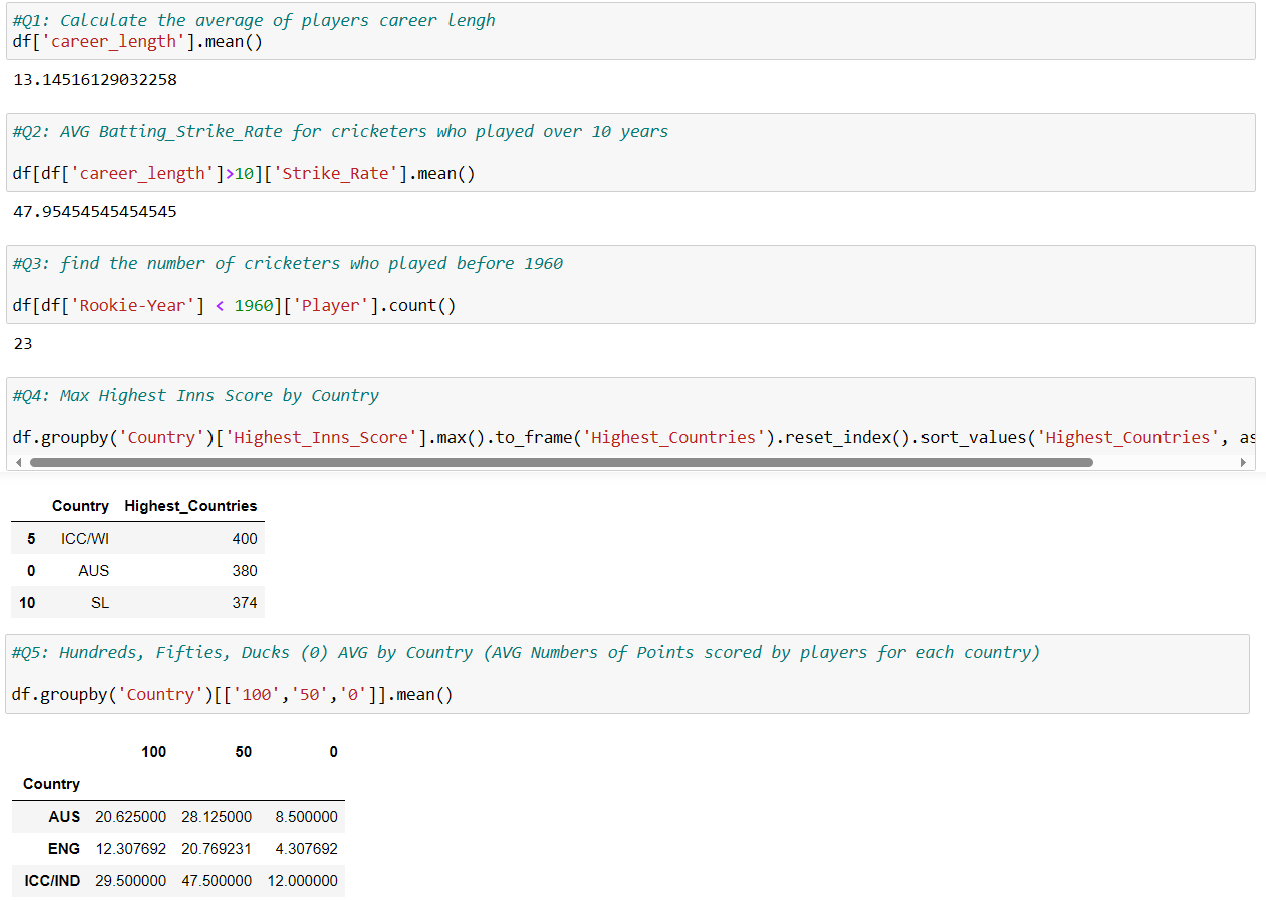 #Q1: Calculate the average of players career lengh
df['career_length'].mean()
13.14516129032258
#Q2: AVG Batting_Strike_Rate for cricketers who played over 10 years
df[df['career_length']>10]['Strike_Rate'].mean()
47.95454545454545
#Q3: find the number of cricketers who played before 1960
df[df['Rookie-Year'] < 1960]['Player'].count()
23
#Q4: Max Highest Inns Score by Country
df.groupby('Country')['Highest_Inns_Score'].max().to_frame('Highest_Countries').reset_index().sort_values('Highest_Countries', as
Country Highest_Countries
5 ICC/WI 400
0 AUS 380
10 SL 374
#Q5: Hundreds, Fifties, Ducks (0) AVG by Country (AVG Numbers of Points scored by players for each country)
df.groupby('Country')[['100','50','0']].mean()
100 50 0
Country
AUS 20.625000 28.125000 8.500000
ENG 12.307692 20.769231 4.307692
ICC/IND 29.500000 47.500000 12.000000